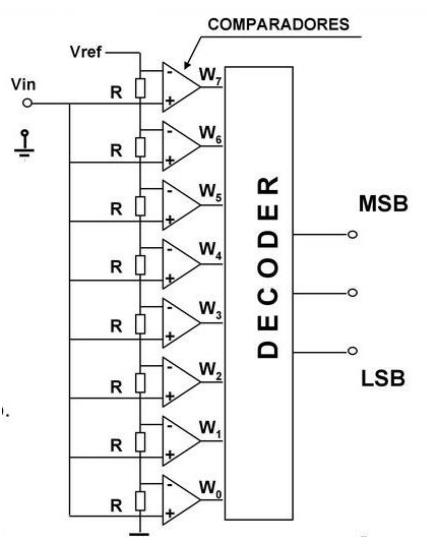 COMPARADORES
Vref
Vin
R
W7
R
W6
R
W5
MSB
R
W4
R
W3
R
W2
LSB
R
W1
R
W0
DECODER